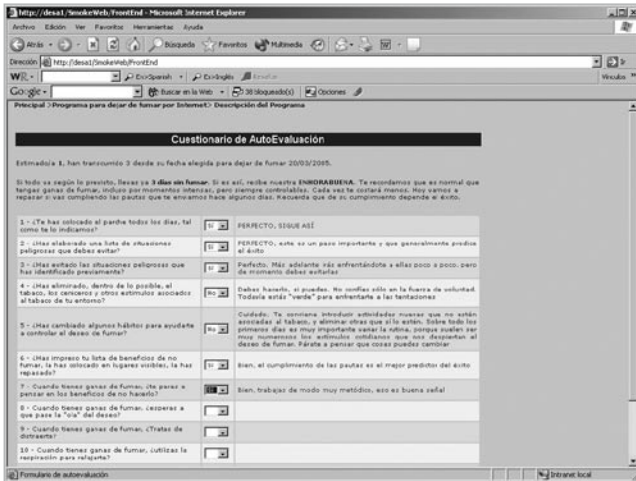 http://desa1/SmokeWeb/FrontEnd - Microsoft Internet Explorer
Archivo Edición Ver Favoritos Herramientas Ayuda
Atrás Búsqueda Favoritos Multimedia
Dirección http://desa1/SmokeWeb/FrontEnd Ir
WR Esc>Spanish Esc>Inglés Vínculos
Google Buscar en la Web 38 bloqueado(s) Opciones
Principal >Programa para dejar de fumar por Internet> Descripción del Programa
Cuestionario de AutoEvaluación
Estimado/a 1, han transcurrido 3 desde su fecha elegida para dejar de fumar 20/03/2005.
Si todo va según lo previsto, llevas ya 3 días sin fumar. Si es así, recibe nuestra ENHORABUENA. Te recordamos que es normal que
tengas ganas de fumar, incluso por momentos intensas, pero siempre controlables. Cada vez te costará menos. Hoy vamos a
repasar si vas cumpliendo las pautas que te enviamos hace algunos días. Recuerda que de su cumplimiento depende el éxito.
1 - ¿Te has colocado el parche todos los días, tal
como te lo indicamos?
Sí
PERFECTO, SIGUE ASÍ
2 - ¿Has elaborado una lista de situaciones
peligrosas que debes evitar?
Sí
PERFECTO, este es un paso importante y que generalmente predice
el éxito
3 - ¿Has evitado las situaciones peligrosas que
has identificado previamente?
Sí
Perfecto. Más adelante irás enfrentándote a ellas poco a poco, pero
de momento debes evitarlas
4 - ¿Has eliminado, dentro de lo posible, el
tabaco, los ceniceros y otros estímulos asociados
al tabaco de tu entorno?
No
Debes hacerlo, si puedes. No confíes sólo en la fuerza de voluntad.
Todavía estás "verde" para enfrentarte a las tentaciones
5 - ¿Has cambiado algunos hábitos para ayudarte
a controlar el deseo de fumar?
No
Cuidado. Te conviene introducir actividades nuevas que no estén
asociadas al tabaco, y eliminar otras que sí lo estén. Sobre todo los
primeros días es muy importante variar la rutina, porque suelen ser
muy numerosos los estímulos cotidianos que nos despiertan el
deseo de fumar. Párate a pensar que cosas puedes cambiar
6 - ¿Has impreso tu lista de beneficios de no
fumar, la has colocado en lugares visibles, la has
repasado?
Sí
Bien, el cumplimiento de las pautas es el mejor predictor del éxito
7 - Cuando tienes ganas de fumar, ¿te paras a
pensar en los beneficios de no hacerlo?
Bien, trabajas de modo muy metódico, eso es buena señal
8 - Cuando tienes ganas de fumar, ¿esperas a
que pase la "ola" del deseo?
9 - Cuando tienes ganas de fumar, ¿Tratas de
distraerte?
10 - Cuando tienes ganas de fumar, ¿utilizas la
respiración para relajarte?
Formulario de autoevaluación
Intranet local